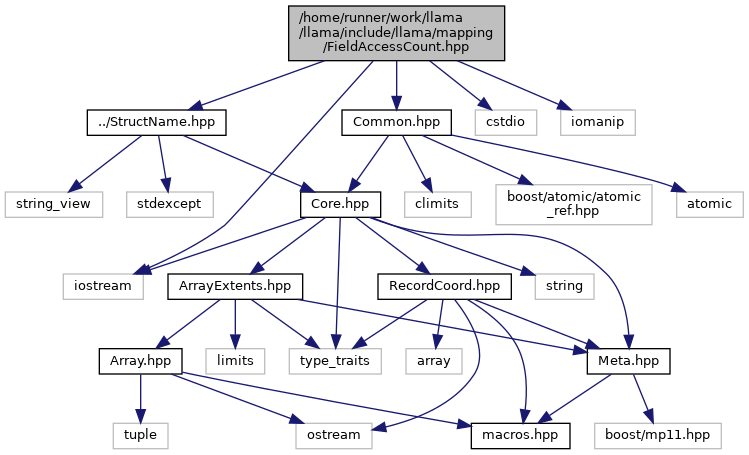 /home/runner/work/llama
/llama/include/llama/mapping
/FieldAccessCount.hpp
../StructName.hpp
Common.hpp
cstdio
iomanip
string_view
stdexcept
Core.hpp
climits
boost/atomic/atomic
_ref.hpp
atomic
iostream
ArrayExtents.hpp
RecordCoord.hpp
string
Array.hpp
limits
type_traits
array
Meta.hpp
tuple
ostream
macros.hpp
boost/mp11.hpp